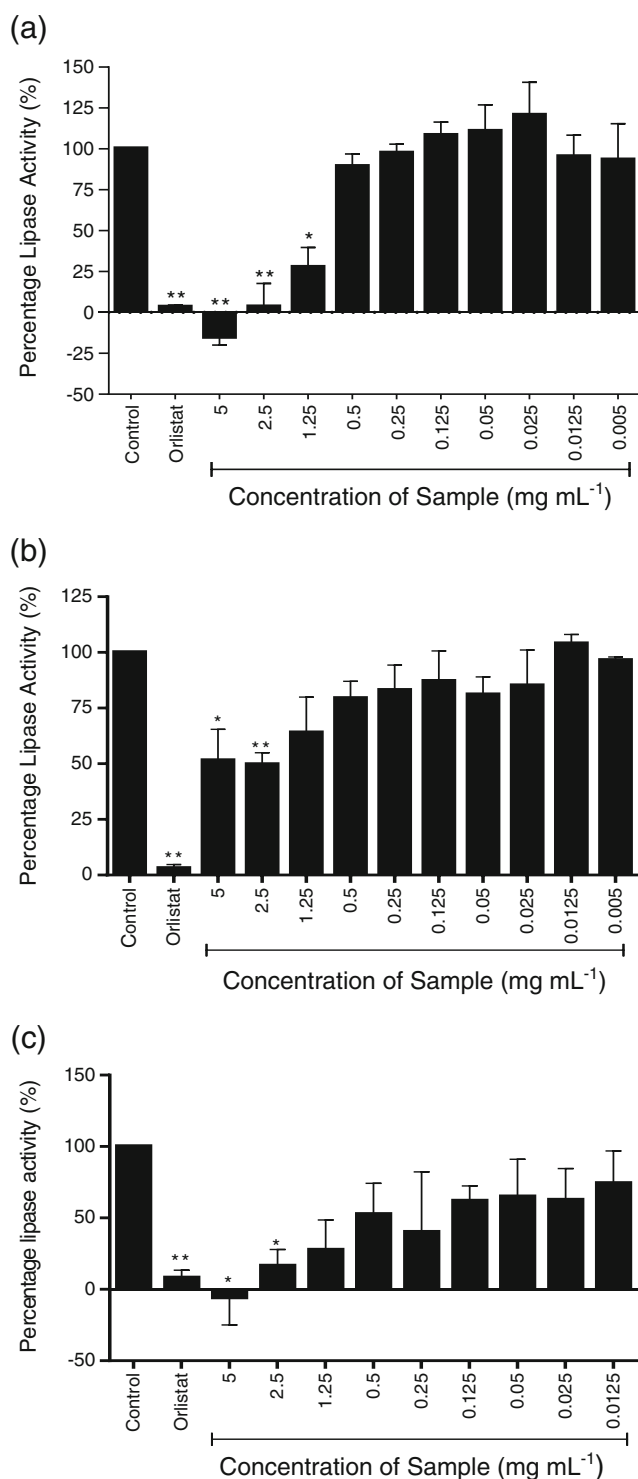 (a)
Percentage Lipase Activity (%)
150
125
100
75
50
25
0
-25
-50
** ** ** *
Control Orlistat 5 2.5 1.25 0.5 0.25 0.125 0.05 0.025 0.0125 0.005
Concentration of Sample (mg mL-1)
(b)
Percentage Lipase Activity (%)
125
100
75
50
25
0
** * **
Control Orlistat 5 2.5 1.25 0.5 0.25 0.125 0.05 0.025 0.0125 0.005
Concentration of Sample (mg mL-1)
(c)
Percentage lipase activity (%)
150
100
50
0
-50
** * *
Control Orlistat 5 2.5 1.25 0.5 0.25 0.125 0.05 0.025 0.0125
Concentration of Sample (mg mL-1)